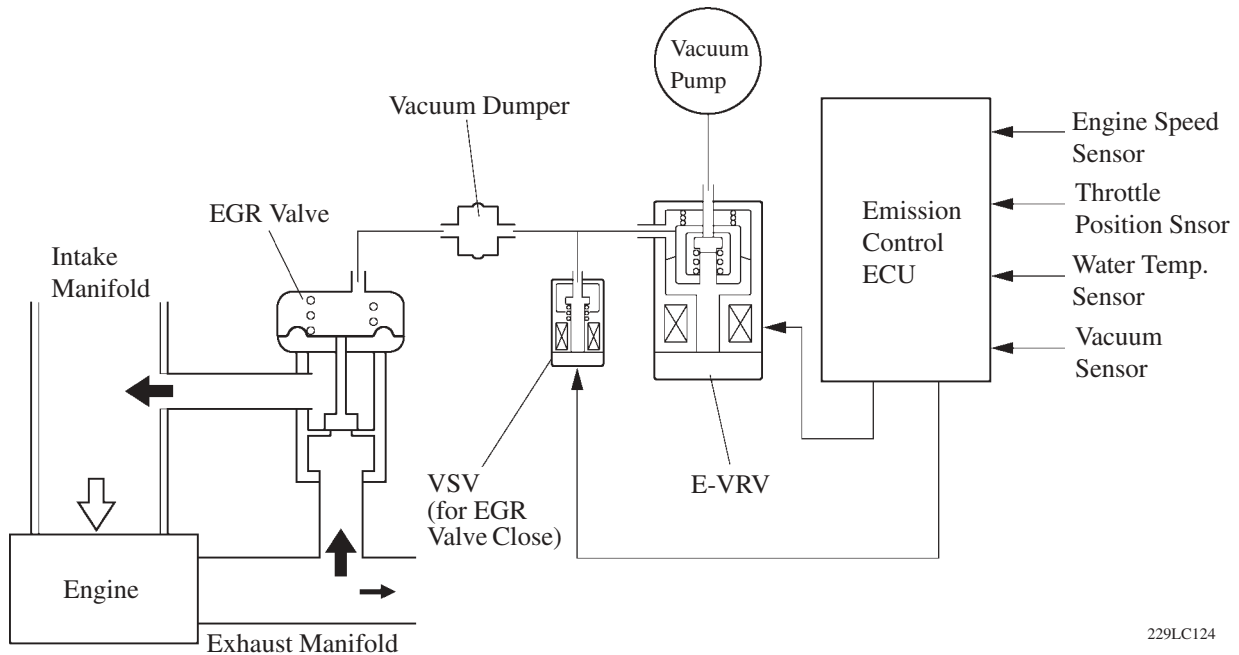 Vacuum
Pump
Vacuum Dumper
EGR Valve
Intake
Manifold
Emission
Control
ECU
Engine Speed
Sensor
Throttle
Position Snsor
Water Temp.
Sensor
Vacuum
Sensor
VSV
(for EGR
Valve Close)
E-VRV
Engine
Exhaust Manifold
229LC124